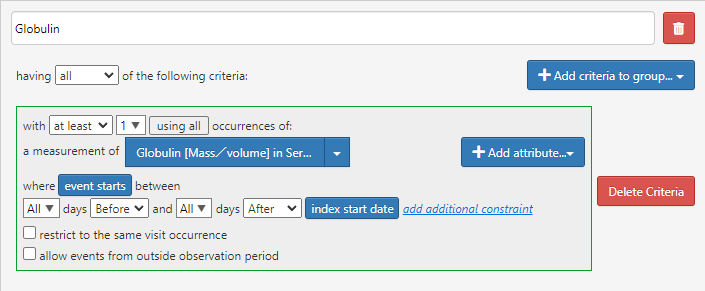 Globulin
having all of the following criteria:
Add criteria to group...
with at least 1 using all occurrences of:
a measurement of Globulin [Mass／volume] in Ser...
Add attribute...
where event starts between
All days Before and All days After index start date add additional constraint
restrict to the same visit occurrence
allow events from outside observation period
Delete Criteria